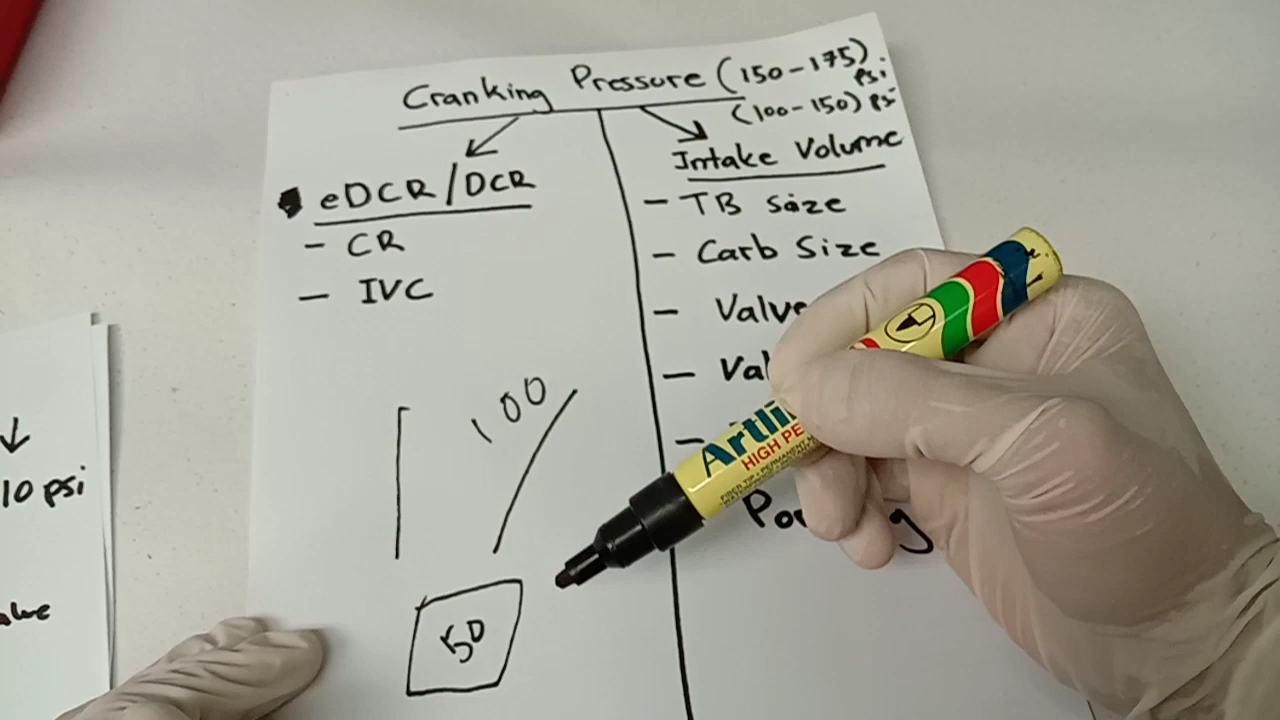 Cranking Pressure (150-175) psi
(100-150) psi
eDCR/DCR
- CR
- IVC
Intake Volume
- TB Size
- Carb Size
-
-
-
100
50
10 psi
Artli
HIGH PE